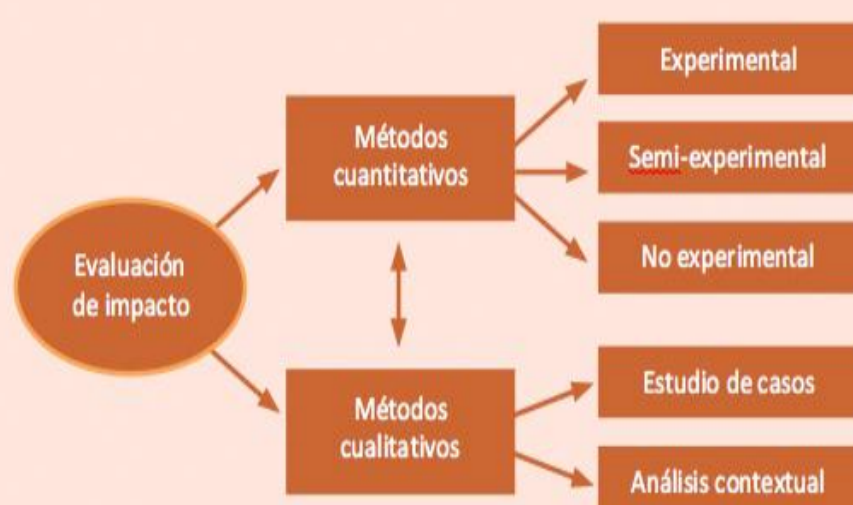 Evaluación
de impacto
Métodos
cuantitativos
Experimental
Semi-experimental
No experimental
Métodos
cualitativos
Estudio de casos
Análisis contextual